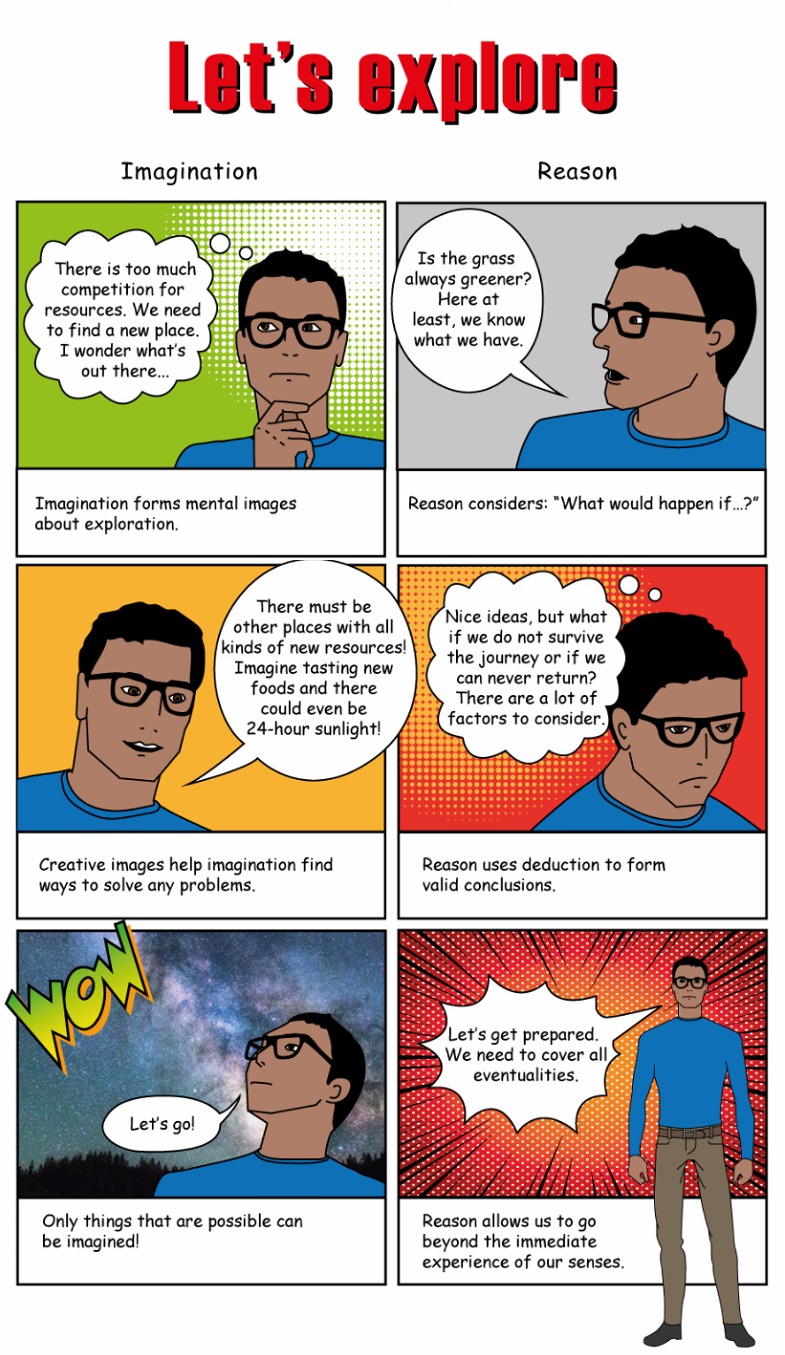 Let's explore
Imagination
Reason
There is too much
competition for
resources. We need
to find a new place.
I wonder what's
out there...
Is the grass
always greener?
Here at
least, we know
what we have.
Imagination forms mental images
about exploration.
Reason considers: “What would happen if...?”
There must be
other places with all
kinds of new resources!
Imagine tasting new
foods and there
could even be
24-hour sunlight!
Nice ideas, but what
if we do not survive
the journey or if we
can never return?
There are a lot of
factors to consider.
Creative images help imagination find
ways to solve any problems.
Reason uses deduction to form
valid conclusions.
WOW
Let's go!
Let's get prepared.
We need to cover all
eventualities.
Only things that are possible can
be imagined!
Reason allows us to go
beyond the immediate
experience of our senses.